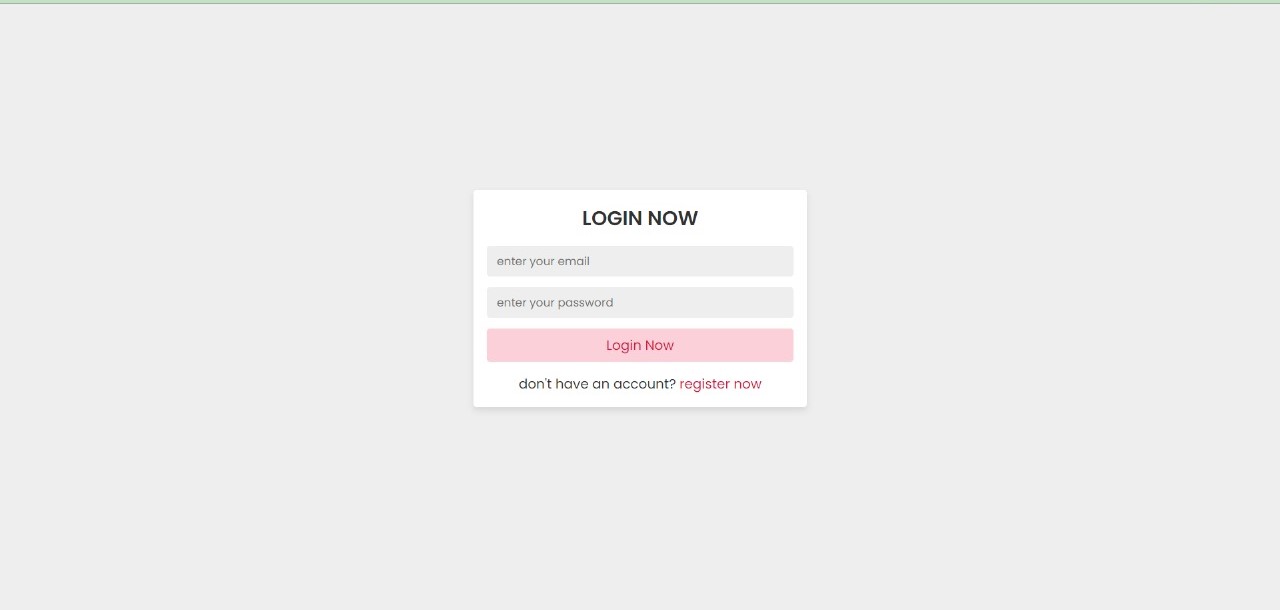 LOGIN NOW
enter your email
enter your password
Login Now
don't have an account? register now